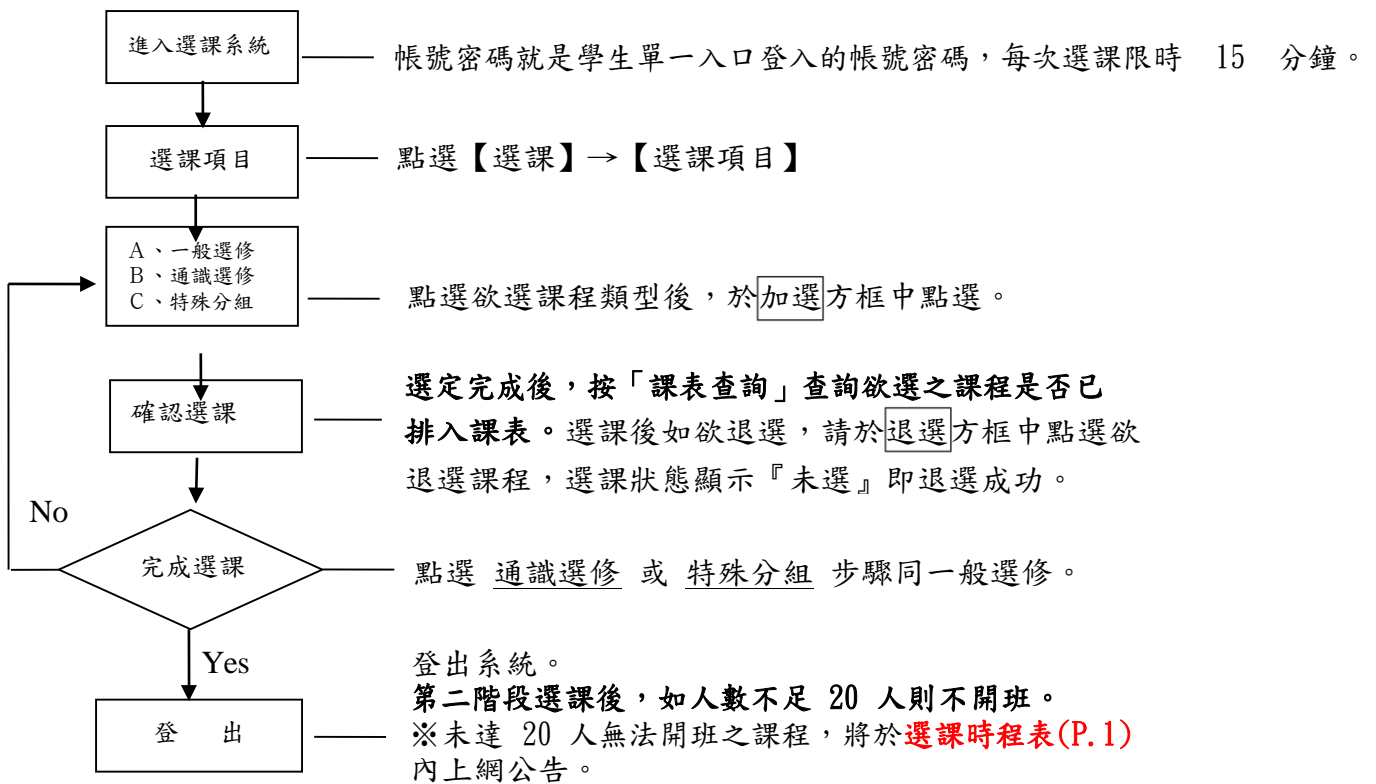 進入選課系統
帳號密碼就是學生單一入口登入的帳號密碼，每次選課限時 15 分鐘。
選課項目
點選【選課】→【選課項目】
A、一般選修
B、通識選修
C、特殊分組
點選欲選課程類型後，於加選方框中點選。
確認選課
選定完成後，按「課表查詢」查詢欲選之課程是否已
排入課表。選課後如欲退選，請於退選方框中點選欲
退選課程，選課狀態顯示『未選』即退選成功。
No
完成選課
點選 通識選修 或 特殊分組 步驟同一般選修。
Yes
登 出
登出系統。
第二階段選課後，如人數不足 20 人則不開班。
※未達 20 人無法開班之課程，將於選課時程表(P.1)
內上網公告。